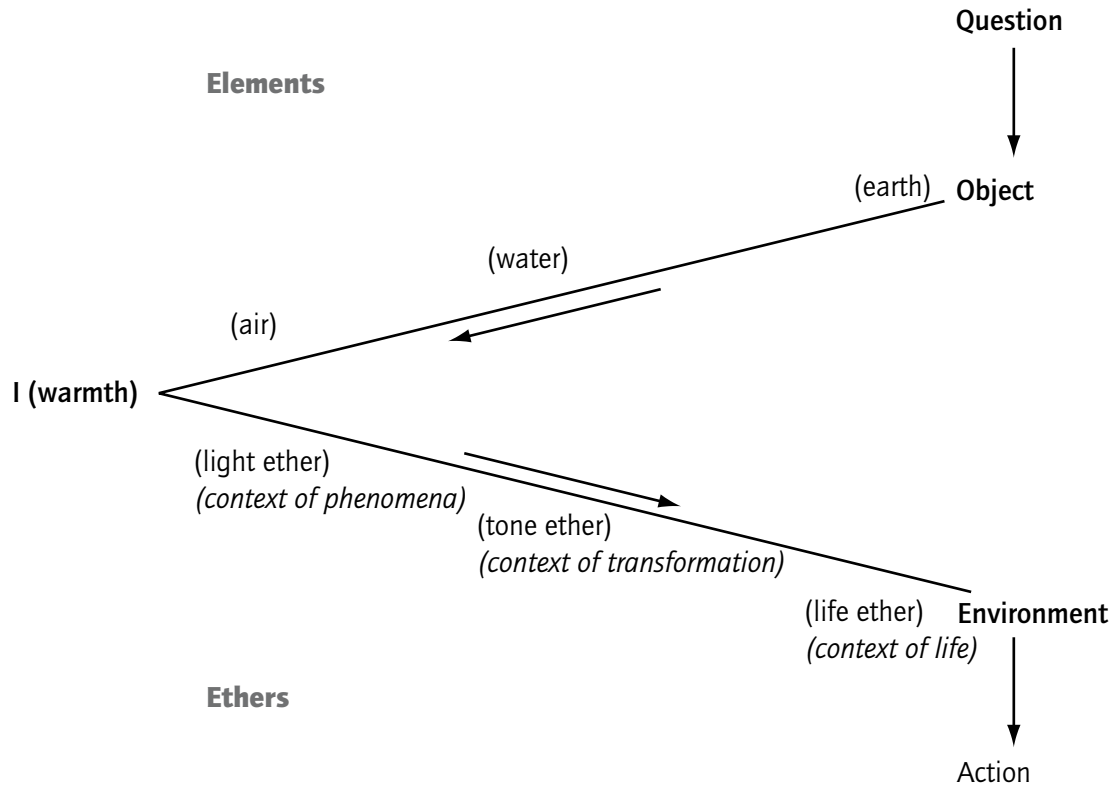 Question
Elements
(earth) Object
(water)
(air)
I (warmth)
(light ether)
(context of phenomena)
(tone ether)
(context of transformation)
(life ether) Environment
(context of life)
Ethers
Action